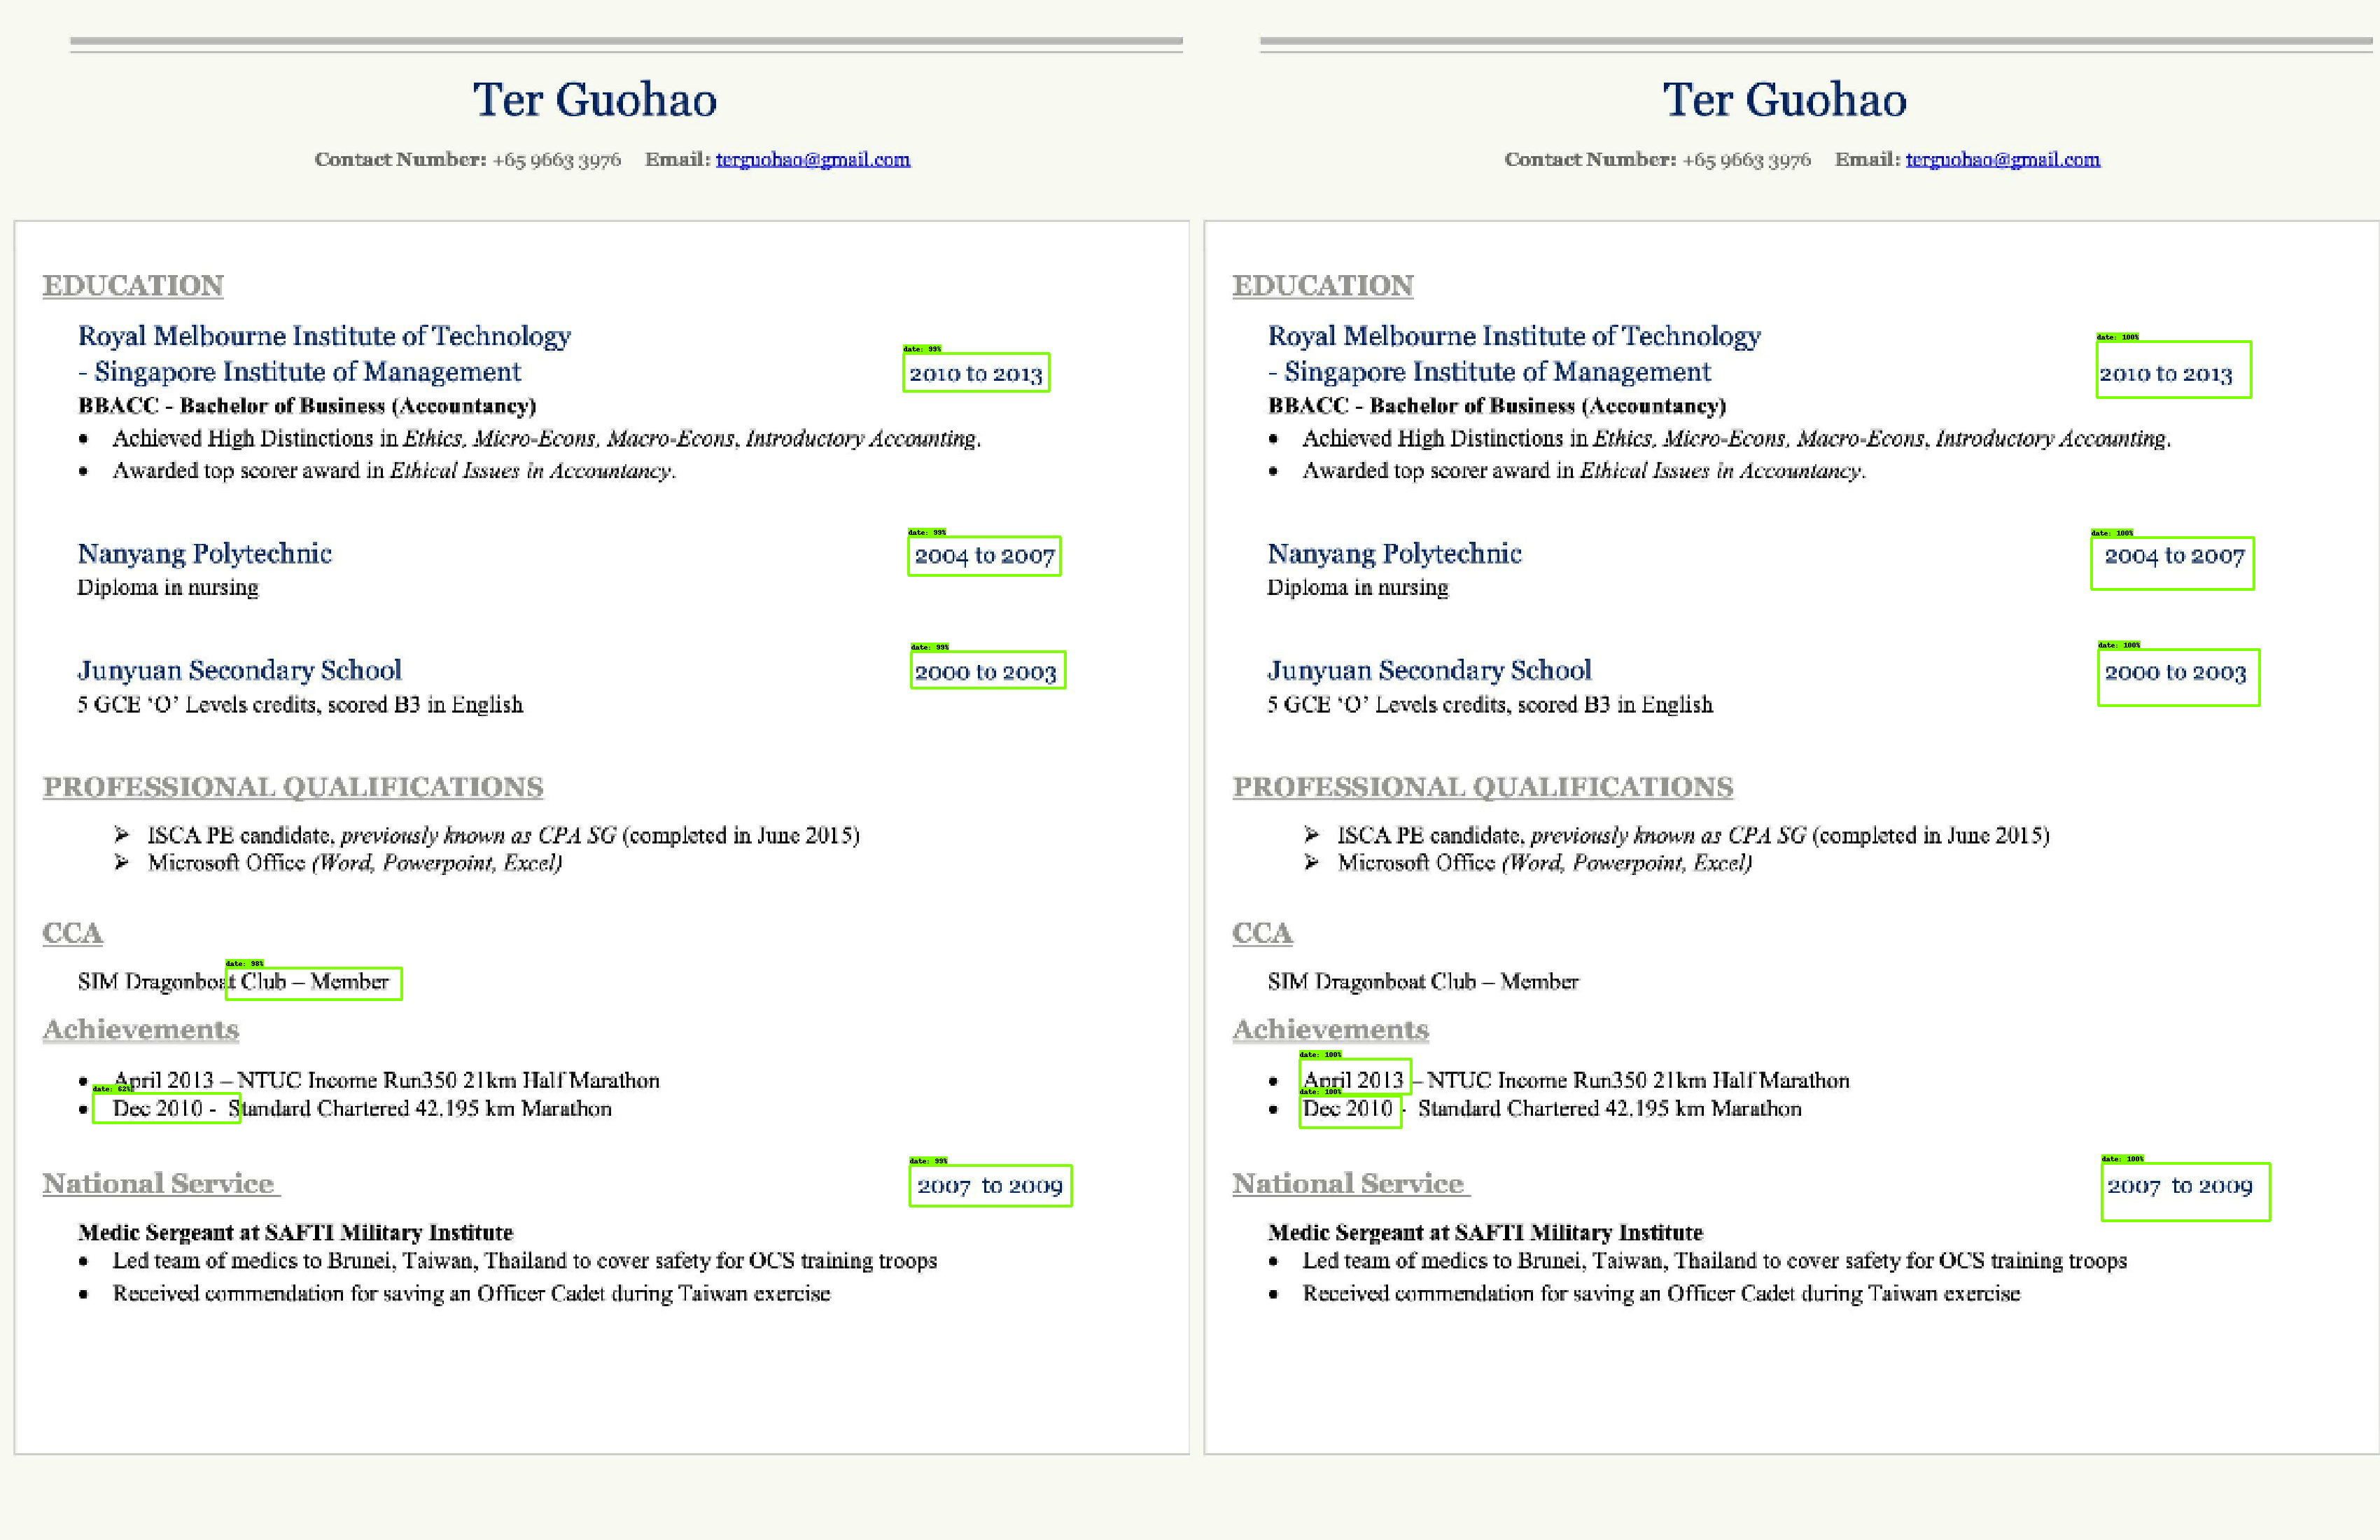 Ter Guohao
Contact Number: +65 9663 3976 Email: terguohao@gmail.com
EDUCATION
Royal Melbourne Institute of Technology
date: 99%
- Singapore Institute of Management 2010 to 2013
BBACC - Bachelor of Business (Accountancy)
• Achieved High Distinctions in Ethics, Micro-Econs, Macro-Econs, Introductory Accounting.
• Awarded top scorer award in Ethical Issues in Accountancy.
date: 99%
Nanyang Polytechnic 2004 to 2007
Diploma in nursing
date: 99%
Junyuan Secondary School 2000 to 2003
5 GCE ‘O’ Levels credits, scored B3 in English
PROFESSIONAL QUALIFICATIONS
➢ ISCA PE candidate, previously known as CPA SG (completed in June 2015)
➢ Microsoft Office (Word, Powerpoint, Excel)
CCA
date: 98%
SIM Dragonboat Club – Member
Achievements
• April 2013 – NTUC Income Run350 21km Half Marathon
date: 62%
• Dec 2010 - Standard Chartered 42.195 km Marathon
date: 99%
National Service 2007 to 2009
Medic Sergeant at SAFTI Military Institute
• Led team of medics to Brunei, Taiwan, Thailand to cover safety for OCS training troops
• Received commendation for saving an Officer Cadet during Taiwan exercise
Ter Guohao
Contact Number: +65 9663 3976 Email: terguohao@gmail.com
EDUCATION
Royal Melbourne Institute of Technology
date: 100%
- Singapore Institute of Management 2010 to 2013
BBACC - Bachelor of Business (Accountancy)
• Achieved High Distinctions in Ethics, Micro-Econs, Macro-Econs, Introductory Accounting.
• Awarded top scorer award in Ethical Issues in Accountancy.
date: 100%
Nanyang Polytechnic 2004 to 2007
Diploma in nursing
date: 100%
Junyuan Secondary School 2000 to 2003
5 GCE ‘O’ Levels credits, scored B3 in English
PROFESSIONAL QUALIFICATIONS
➢ ISCA PE candidate, previously known as CPA SG (completed in June 2015)
➢ Microsoft Office (Word, Powerpoint, Excel)
CCA
SIM Dragonboat Club – Member
Achievements
date: 100%
• April 2013 – NTUC Income Run350 21km Half Marathon
date: 100%
• Dec 2010 - Standard Chartered 42.195 km Marathon
date: 100%
National Service 2007 to 2009
Medic Sergeant at SAFTI Military Institute
• Led team of medics to Brunei, Taiwan, Thailand to cover safety for OCS training troops
• Received commendation for saving an Officer Cadet during Taiwan exercise